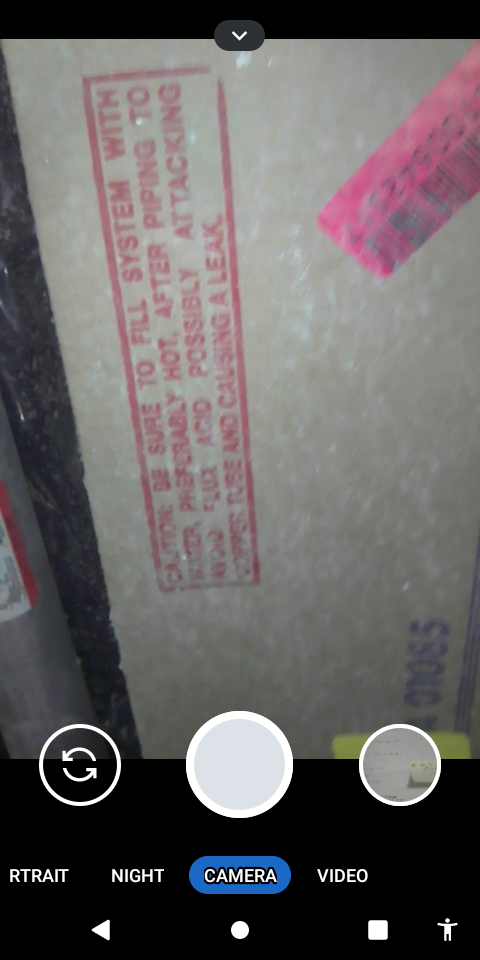 CAUTION: BE SURE TO FILL SYSTEM WITH
WATER, PREFERABLY HOT, AFTER PIPING TO
AVOID FLUX ACID POSSIBLY ATTACKING
COPPER TUBE AND CAUSING A LEAK.
01085
RTRAIT
NIGHT
CAMERA
VIDEO